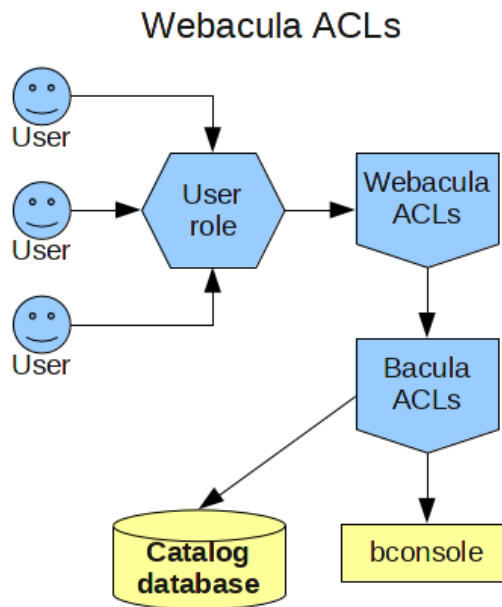 Webacula ACLs
User
User
role
Webacula
ACLs
User
User
Bacula
ACLs
Catalog
database
bconsole